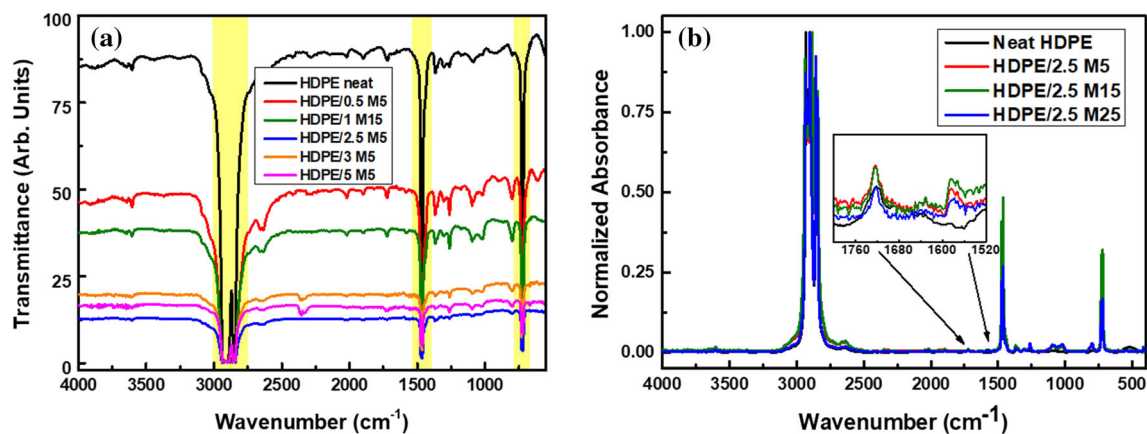 (a)
Transmittance (Arb. Units)
100
75
50
25
0
HDPE neat
HDPE/0.5 M5
HDPE/1 M15
HDPE/2.5 M5
HDPE/3 M5
HDPE/5 M5
4000 3500 3000 2500 2000 1500 1000
Wavenumber (cm-1)
(b)
Normalized Absorbance
1.00
0.75
0.50
0.25
0.00
Neat HDPE
HDPE/2.5 M5
HDPE/2.5 M15
HDPE/2.5 M25
1760 1680 1600 1520
4000 3500 3000 2500 2000 1500 1000 500
Wavenumber (cm-1)